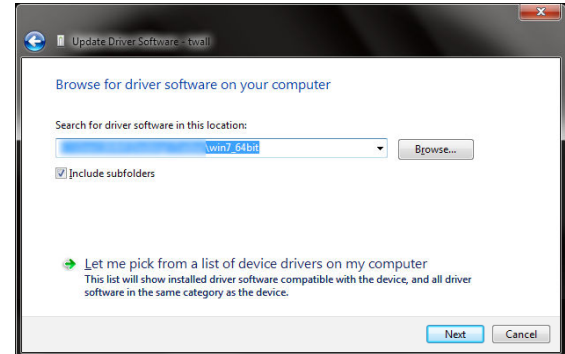 Update Driver Software - twall
Browse for driver software on your computer
Search for driver software in this location:
\win7_64bit
Browse...
Include subfolders
Let me pick from a list of device drivers on my computer
This list will show installed driver software compatible with the device, and all driver
software in the same category as the device.
Next Cancel